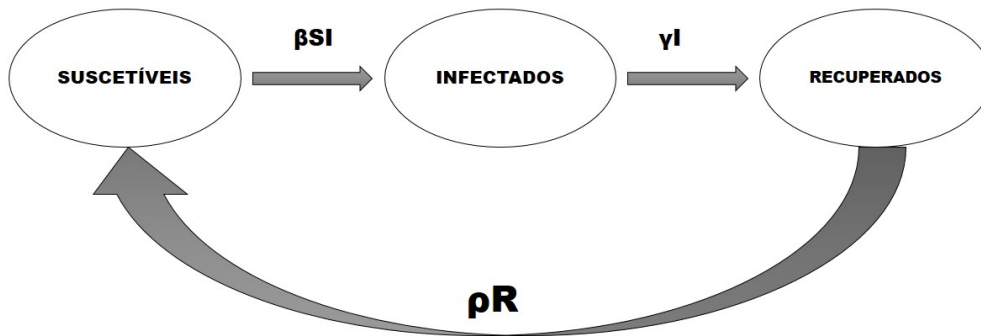 βSI
γI
SUSCETÍVEIS
INFECTADOS
RECUPERADOS
ρR